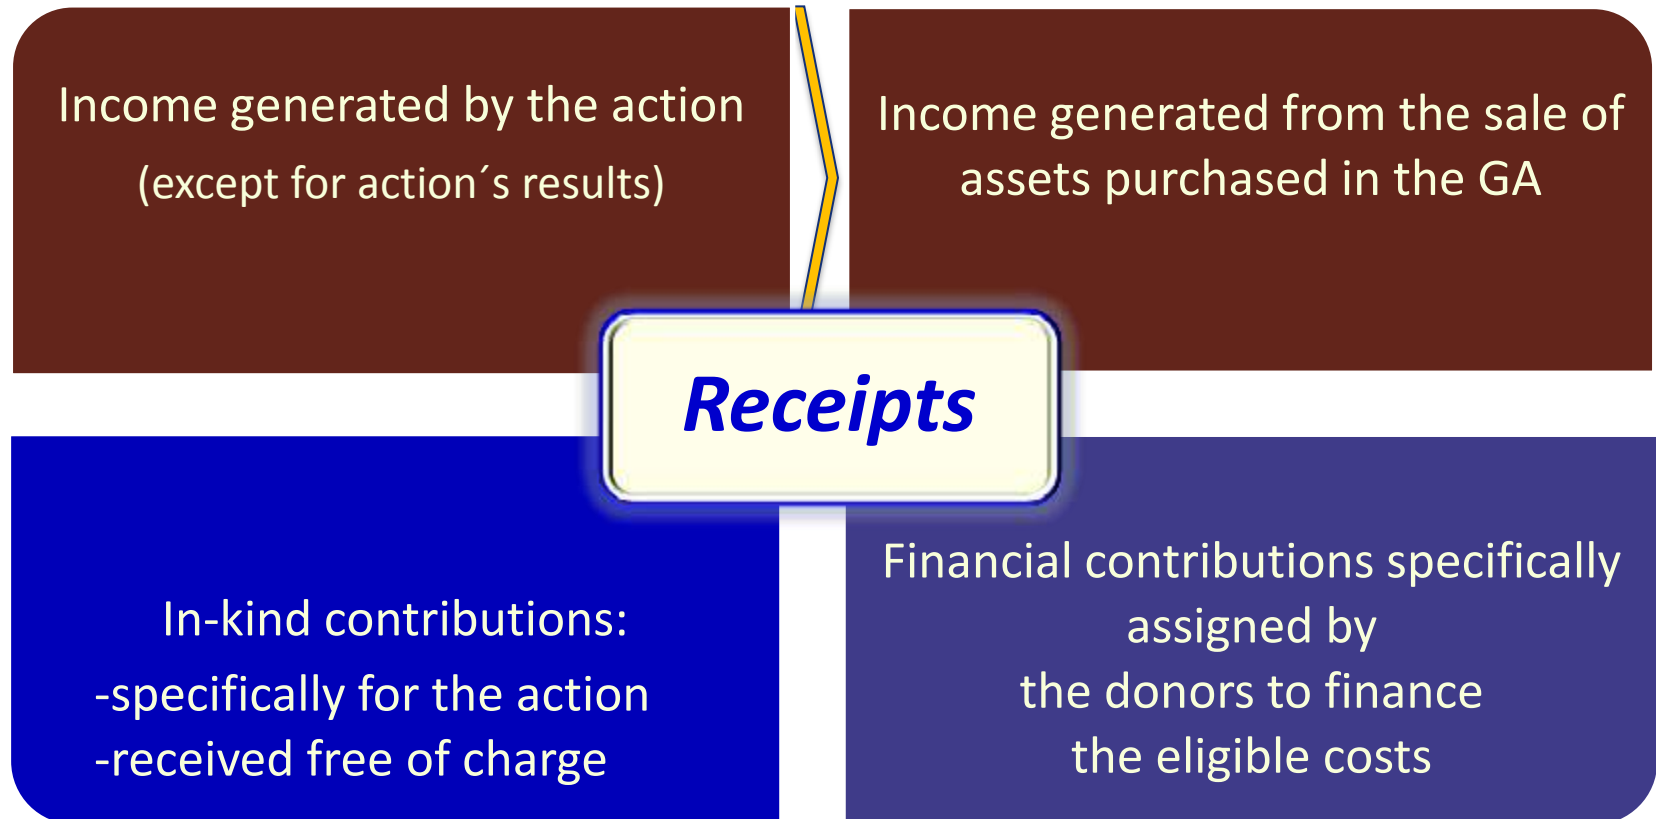 Income generated by the action
(except for action´s results)
Income generated from the sale of
assets purchased in the GA
Receipts
In-kind contributions:
-specifically for the action
-received free of charge
Financial contributions specifically
assigned by
the donors to finance
the eligible costs